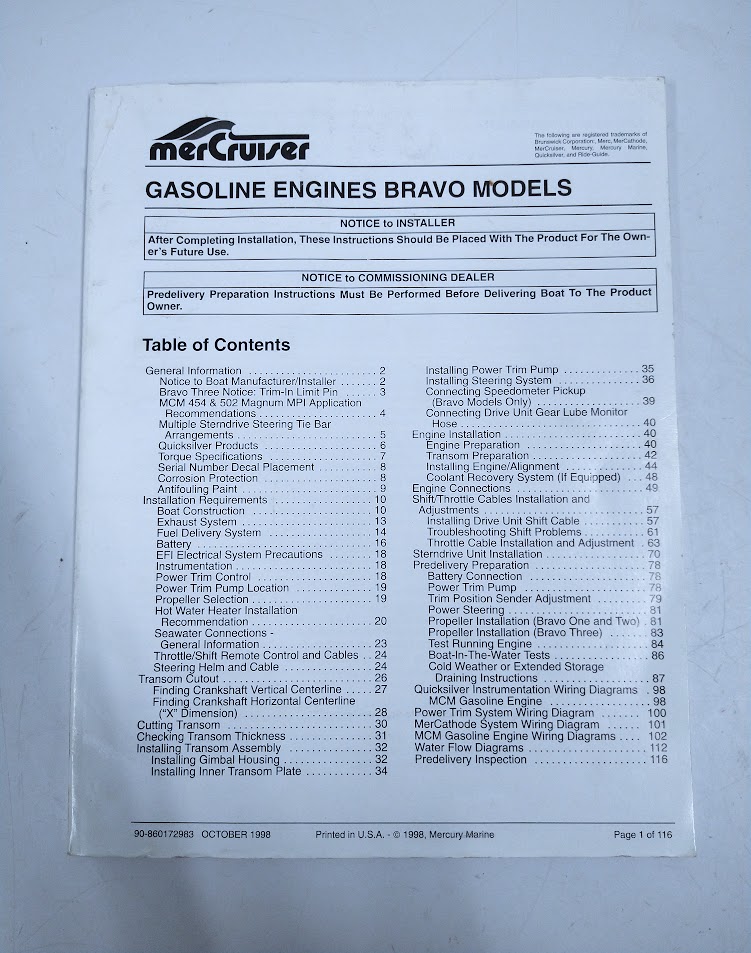 merCruiser
The following are registered trademarks of
Brunswick Corporation; Merc, MerCathode,
MerCruiser, Mercury, Mercury Marine,
Quicksilver, and Ride-Guide.
GASOLINE ENGINES BRAVO MODELS
NOTICE to INSTALLER
After Completing Installation, These Instructions Should Be Placed With The Product For The Own-
er's Future Use.
NOTICE to COMMISSIONING DEALER
Predelivery Preparation Instructions Must Be Performed Before Delivering Boat To The Product
Owner.
Table of Contents
General Information . . . . . . . . . . . . . . . . . . . . . . 2
Notice to Boat Manufacturer/Installer . . . . . . . 2
Bravo Three Notice: Trim-In Limit Pin . . . . . . 3
MCM 454 & 502 Magnum MPI Application
Recommendations . . . . . . . . . . . . . . . . . . . . 4
Multiple Sterndrive Steering Tie Bar
Arrangements . . . . . . . . . . . . . . . . . . . . . . . . 5
Quicksilver Products . . . . . . . . . . . . . . . . . . . . 6
Torque Specifications . . . . . . . . . . . . . . . . . . . 7
Serial Number Decal Placement . . . . . . . . . . 8
Corrosion Protection . . . . . . . . . . . . . . . . . . . . 8
Antifouling Paint . . . . . . . . . . . . . . . . . . . . . . . 9
Installation Requirements . . . . . . . . . . . . . . . . . 10
Boat Construction . . . . . . . . . . . . . . . . . . . . . 10
Exhaust System . . . . . . . . . . . . . . . . . . . . . . 13
Fuel Delivery System . . . . . . . . . . . . . . . . . . 14
Battery . . . . . . . . . . . . . . . . . . . . . . . . . . . . . 16
EFI Electrical System Precautions . . . . . . . . 18
Instrumentation . . . . . . . . . . . . . . . . . . . . . . . 18
Power Trim Control . . . . . . . . . . . . . . . . . . . . 18
Power Trim Pump Location . . . . . . . . . . . . . . 19
Propeller Selection . . . . . . . . . . . . . . . . . . . . 19
Hot Water Heater Installation
Recommendation . . . . . . . . . . . . . . . . . . . . 20
Seawater Connections -
General Information . . . . . . . . . . . . . . . . . . 23
Throttle/Shift Remote Control and Cables . . 24
Steering Helm and Cable . . . . . . . . . . . . . . . 24
Transom Cutout . . . . . . . . . . . . . . . . . . . . . . . . 26
Finding Crankshaft Vertical Centerline . . . . . 27
Finding Crankshaft Horizontal Centerline
("X" Dimension) . . . . . . . . . . . . . . . . . . . . . 28
Cutting Transom . . . . . . . . . . . . . . . . . . . . . . . . 30
Checking Transom Thickness . . . . . . . . . . . . . . 31
Installing Transom Assembly . . . . . . . . . . . . . . 32
Installing Gimbal Housing . . . . . . . . . . . . . . . 32
Installing Inner Transom Plate . . . . . . . . . . . . 34
Installing Power Trim Pump . . . . . . . . . . . . . 35
Installing Steering System . . . . . . . . . . . . . . . 36
Connecting Speedometer Pickup
(Bravo Models Only) . . . . . . . . . . . . . . . . . . 39
Connecting Drive Unit Gear Lube Monitor
Hose . . . . . . . . . . . . . . . . . . . . . . . . . . . . . . 40
Engine Installation . . . . . . . . . . . . . . . . . . . . . . . 40
Engine Preparation . . . . . . . . . . . . . . . . . . . . 40
Transom Preparation . . . . . . . . . . . . . . . . . . . 42
Installing Engine/Alignment . . . . . . . . . . . . . . 44
Coolant Recovery System (If Equipped) . . . 48
Engine Connections . . . . . . . . . . . . . . . . . . . . . 49
Shift/Throttle Cables Installation and
Adjustments . . . . . . . . . . . . . . . . . . . . . . . . . . . 57
Installing Drive Unit Shift Cable . . . . . . . . . . . 57
Troubleshooting Shift Problems . . . . . . . . . . . 61
Throttle Cable Installation and Adjustment . 63
Sterndrive Unit Installation . . . . . . . . . . . . . . . . 70
Predelivery Preparation . . . . . . . . . . . . . . . . . . 78
Battery Connection . . . . . . . . . . . . . . . . . . . . 78
Power Trim Pump . . . . . . . . . . . . . . . . . . . . . 78
Trim Position Sender Adjustment . . . . . . . . . 79
Power Steering . . . . . . . . . . . . . . . . . . . . . . . 81
Propeller Installation (Bravo One and Two) . 81
Propeller Installation (Bravo Three) . . . . . . . 83
Test Running Engine . . . . . . . . . . . . . . . . . . . 84
Boat-In-The-Water Tests . . . . . . . . . . . . . . . . 86
Cold Weather or Extended Storage
Draining Instructions . . . . . . . . . . . . . . . . . . 87
Quicksilver Instrumentation Wiring Diagrams . 98
MCM Gasoline Engine . . . . . . . . . . . . . . . . . 98
Power Trim System Wiring Diagram . . . . . . . . 100
MerCathode System Wiring Diagram . . . . . . . 101
MCM Gasoline Engine Wiring Diagrams . . . . 102
Water Flow Diagrams . . . . . . . . . . . . . . . . . . . 112
Predelivery Inspection . . . . . . . . . . . . . . . . . . 116
90-860172983 OCTOBER 1998 Printed in U.S.A. - © 1998, Mercury Marine Page 1 of 116